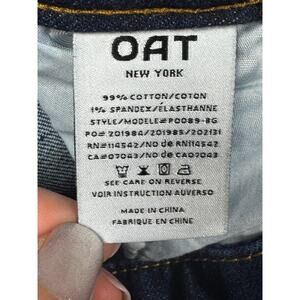 OAT
NEW YORK
99% COTTON/COTON
1% SPANDEX/ÉLASTHANNE
STYLE/MODELE#P0089-BG
PO# 201984/201985/202131
RN#114542/NO de RN114542
CA#07043/NO de CA07043
SEE CARE ON REVERSE
VOIR INSTRUCTION AUVERSO
MADE IN CHINA
FABRIQUE EN CHINE